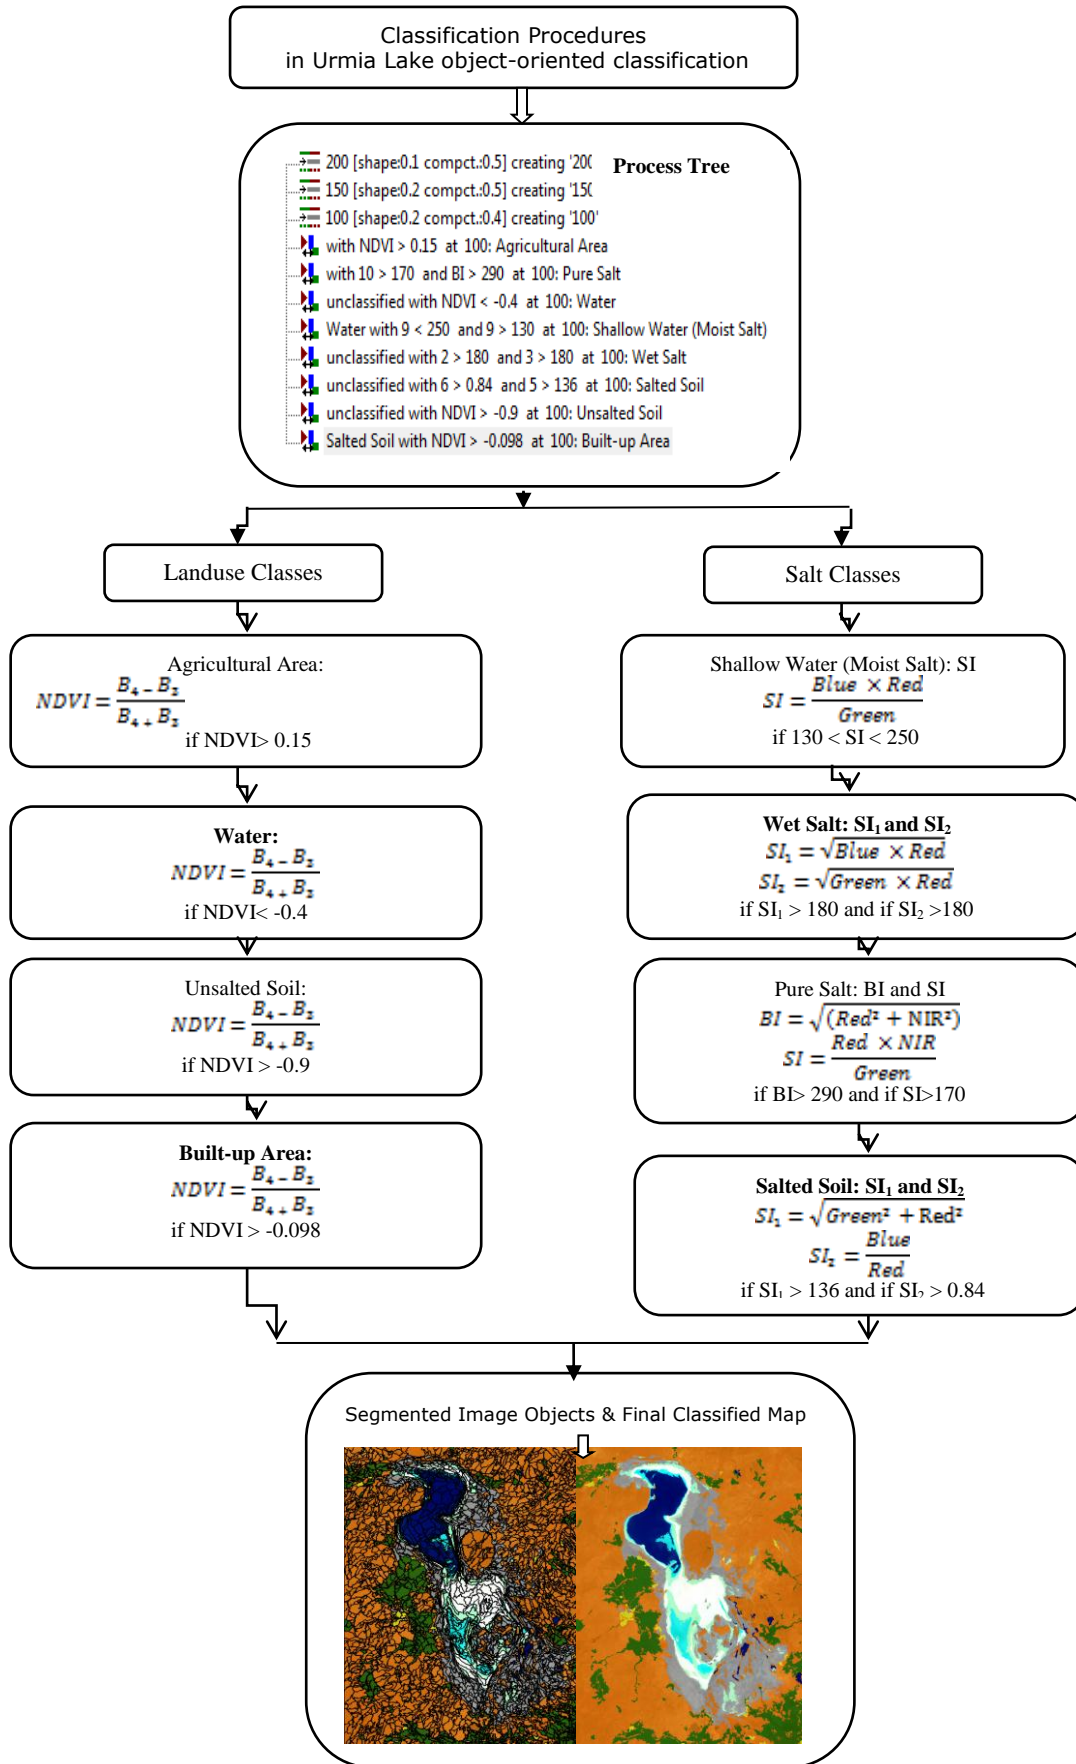 Classification Procedures
in Urmia Lake object-oriented classification
Process Tree
200 [shape:0.1 compct.:0.5] creating '200
150 [shape:0.2 compct.:0.5] creating '150
100 [shape:0.2 compct.:0.4] creating '100'
with NDVI > 0.15 at 100: Agricultural Area
with 10 > 170 and BI > 290 at 100: Pure Salt
unclassified with NDVI < -0.4 at 100: Water
Water with 9 < 250 and 9 > 130 at 100: Shallow Water (Moist Salt)
unclassified with 2 > 180 and 3 > 180 at 100: Wet Salt
unclassified with 6 > 0.84 and 5 > 136 at 100: Salted Soil
unclassified with NDVI > -0.9 at 100: Unsalted Soil
Salted Soil with NDVI > -0.098 at 100: Built-up Area
Landuse Classes
Agricultural Area:
NDVI = (B₄ − B₃) / (B₄ + B₃)
if NDVI> 0.15
Water:
NDVI = (B₄ − B₃) / (B₄ + B₃)
if NDVI< -0.4
Unsalted Soil:
NDVI = (B₄ − B₃) / (B₄ + B₃)
if NDVI > -0.9
Built-up Area:
NDVI = (B₄ − B₃) / (B₄ + B₃)
if NDVI > -0.098
Salt Classes
Shallow Water (Moist Salt): SI
SI = (Blue × Red) / Green
if 130 < SI < 250
Wet Salt: SI₁ and SI₂
SI₁ = √(Blue × Red)
SI₂ = √(Green × Red)
if SI₁ > 180 and if SI₂ >180
Pure Salt: BI and SI
BI = √(Red² + NIR²)
SI = (Red × NIR) / Green
if BI> 290 and if SI>170
Salted Soil: SI₁ and SI₂
SI₁ = √(Green² + Red²)
SI₂ = Blue / Red
if SI₁ > 136 and if SI₂ > 0.84
Segmented Image Objects & Final Classified Map